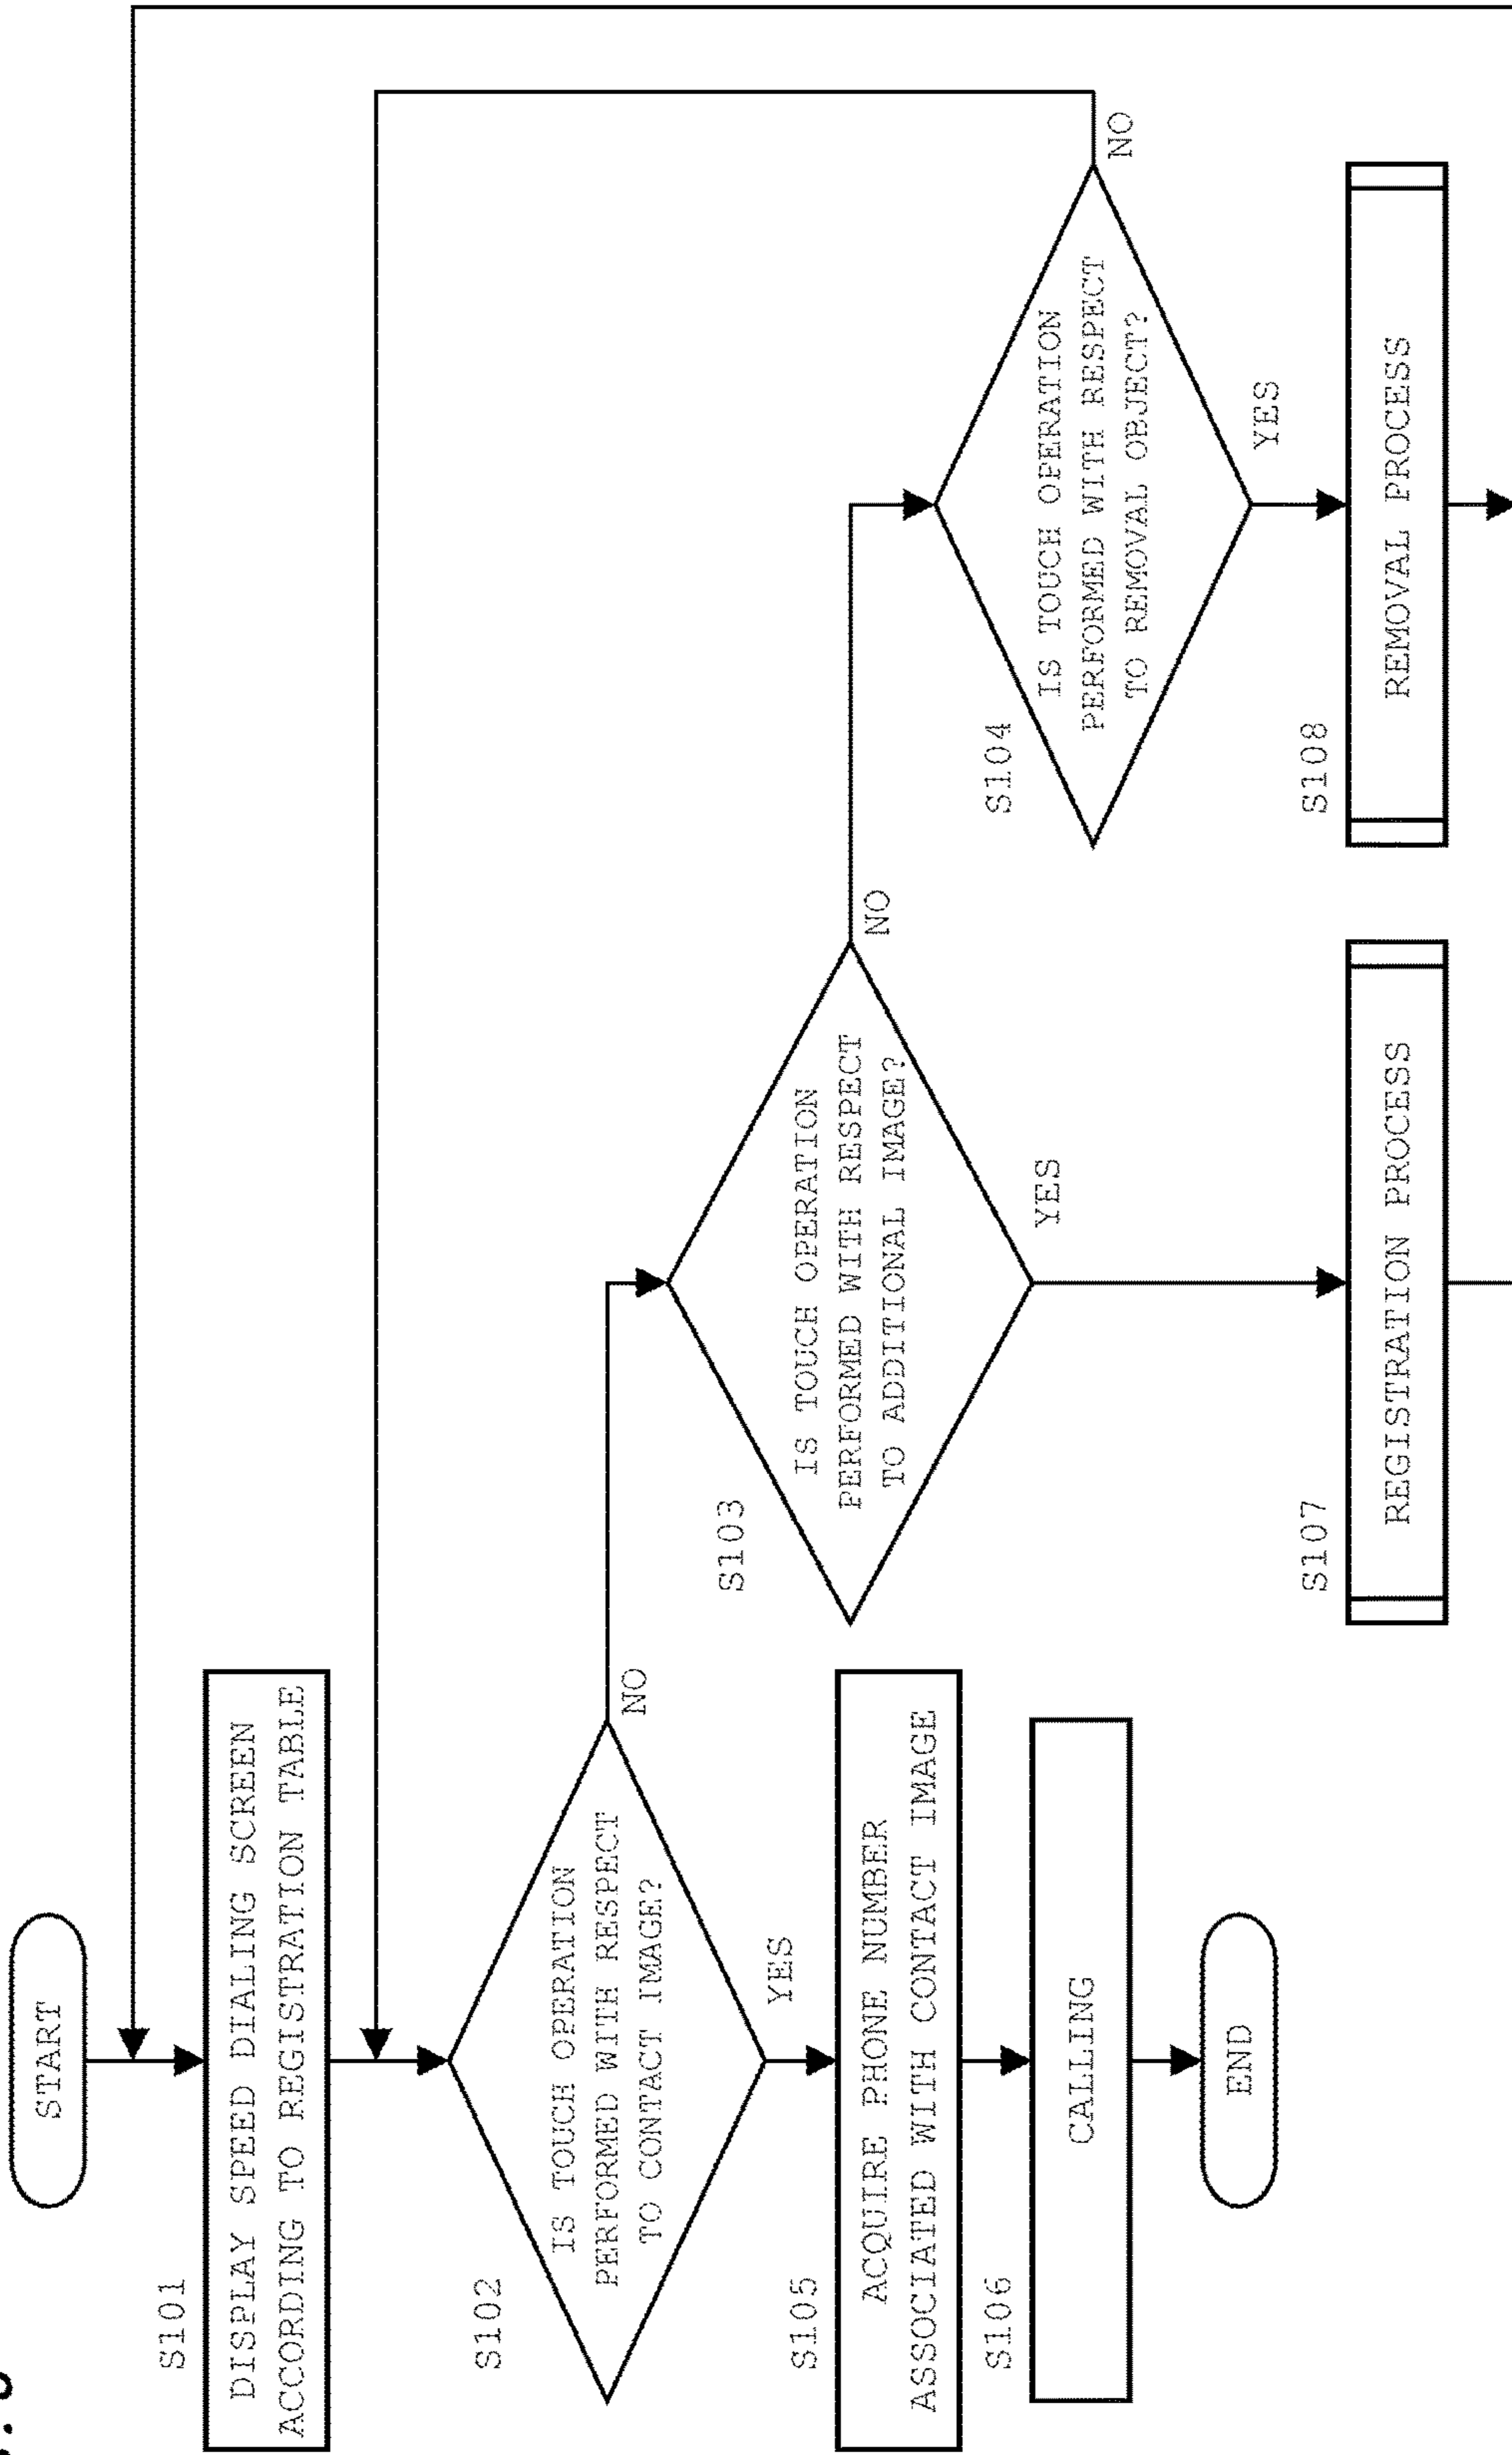 START
S101
DISPLAY SPEED DIALING SCREEN
ACCORDING TO REGISTRATION TABLE
S102
IS TOUCH OPERATION
PERFORMED WITH RESPECT
TO CONTACT IMAGE?
NO
YES
S103
IS TOUCH OPERATION
PERFORMED WITH RESPECT
TO ADDITIONAL IMAGE?
NO
YES
S104
IS TOUCH OPERATION
PERFORMED WITH RESPECT
TO REMOVAL OBJECT?
NO
YES
S105
ACQUIRE PHONE NUMBER
ASSOCIATED WITH CONTACT IMAGE
S106
CALLING
END
S107
REGISTRATION PROCESS
S108
REMOVAL PROCESS